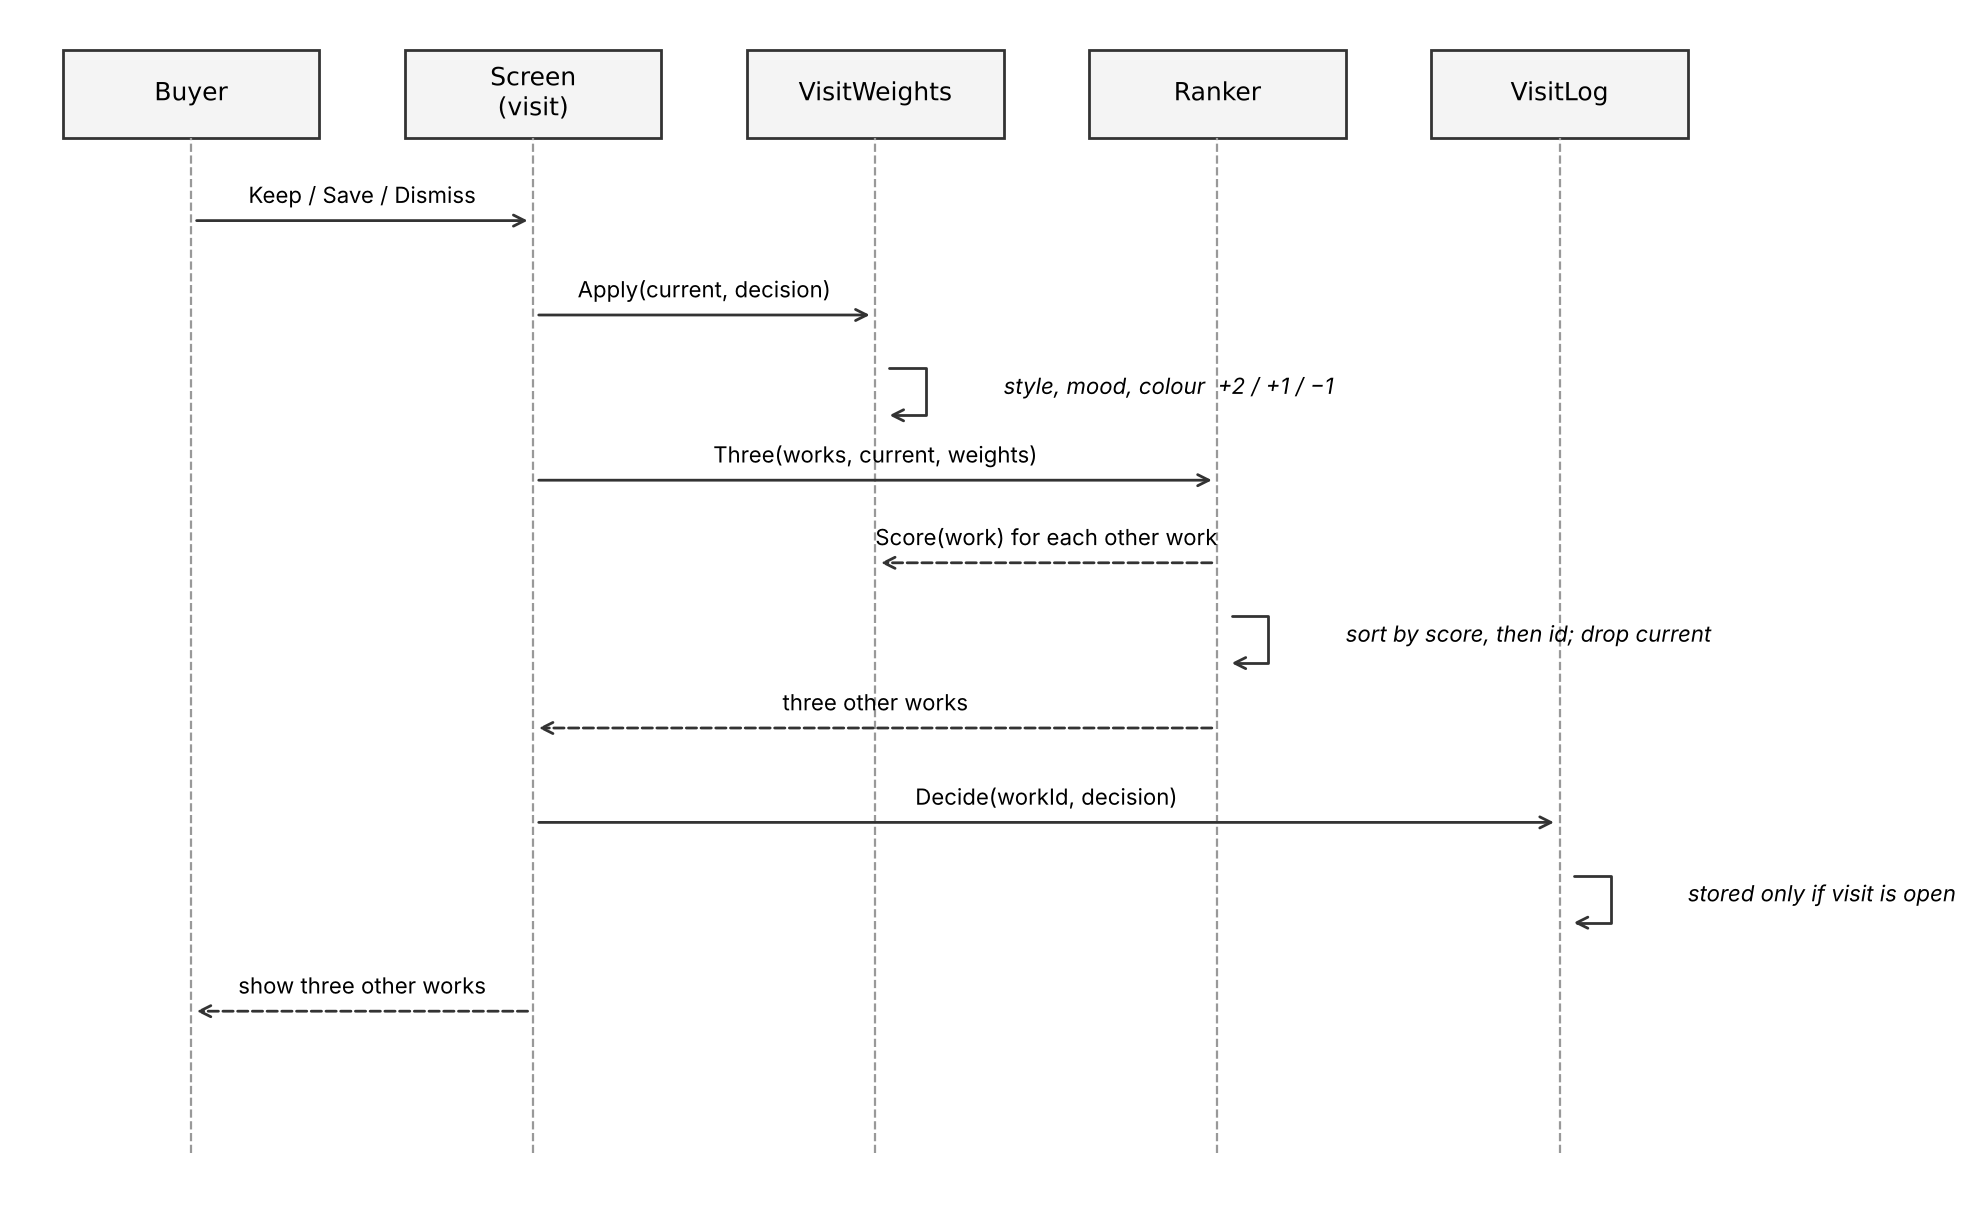 Buyer
Screen
(visit)
VisitWeights
Ranker
VisitLog
Keep / Save / Dismiss
Apply(current, decision)
style, mood, colour  +2 / +1 / −1
Three(works, current, weights)
Score(work) for each other work
sort by score, then id; drop current
three other works
Decide(workId, decision)
stored only if visit is open
show three other works